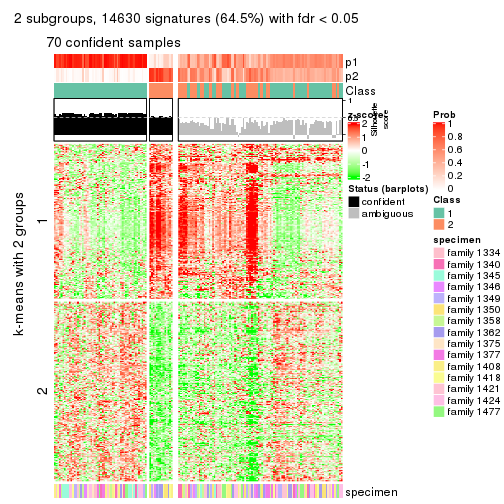 2 subgroups, 14630 signatures (64.5%) with fdr < 0.05
70 confident samples
p1
p2
Class
1
0.5
0
Silhouette
score
k-means with 2 groups
1
2
specimen
z-score
2
1
0
-1
-2
Status (barplots)
confident
ambiguous
Prob
1
0.8
0.6
0.4
0.2
0
Class
1
2
specimen
family 1334
family 1340
family 1345
family 1346
family 1349
family 1350
family 1358
family 1362
family 1375
family 1377
family 1408
family 1418
family 1421
family 1424
family 1477